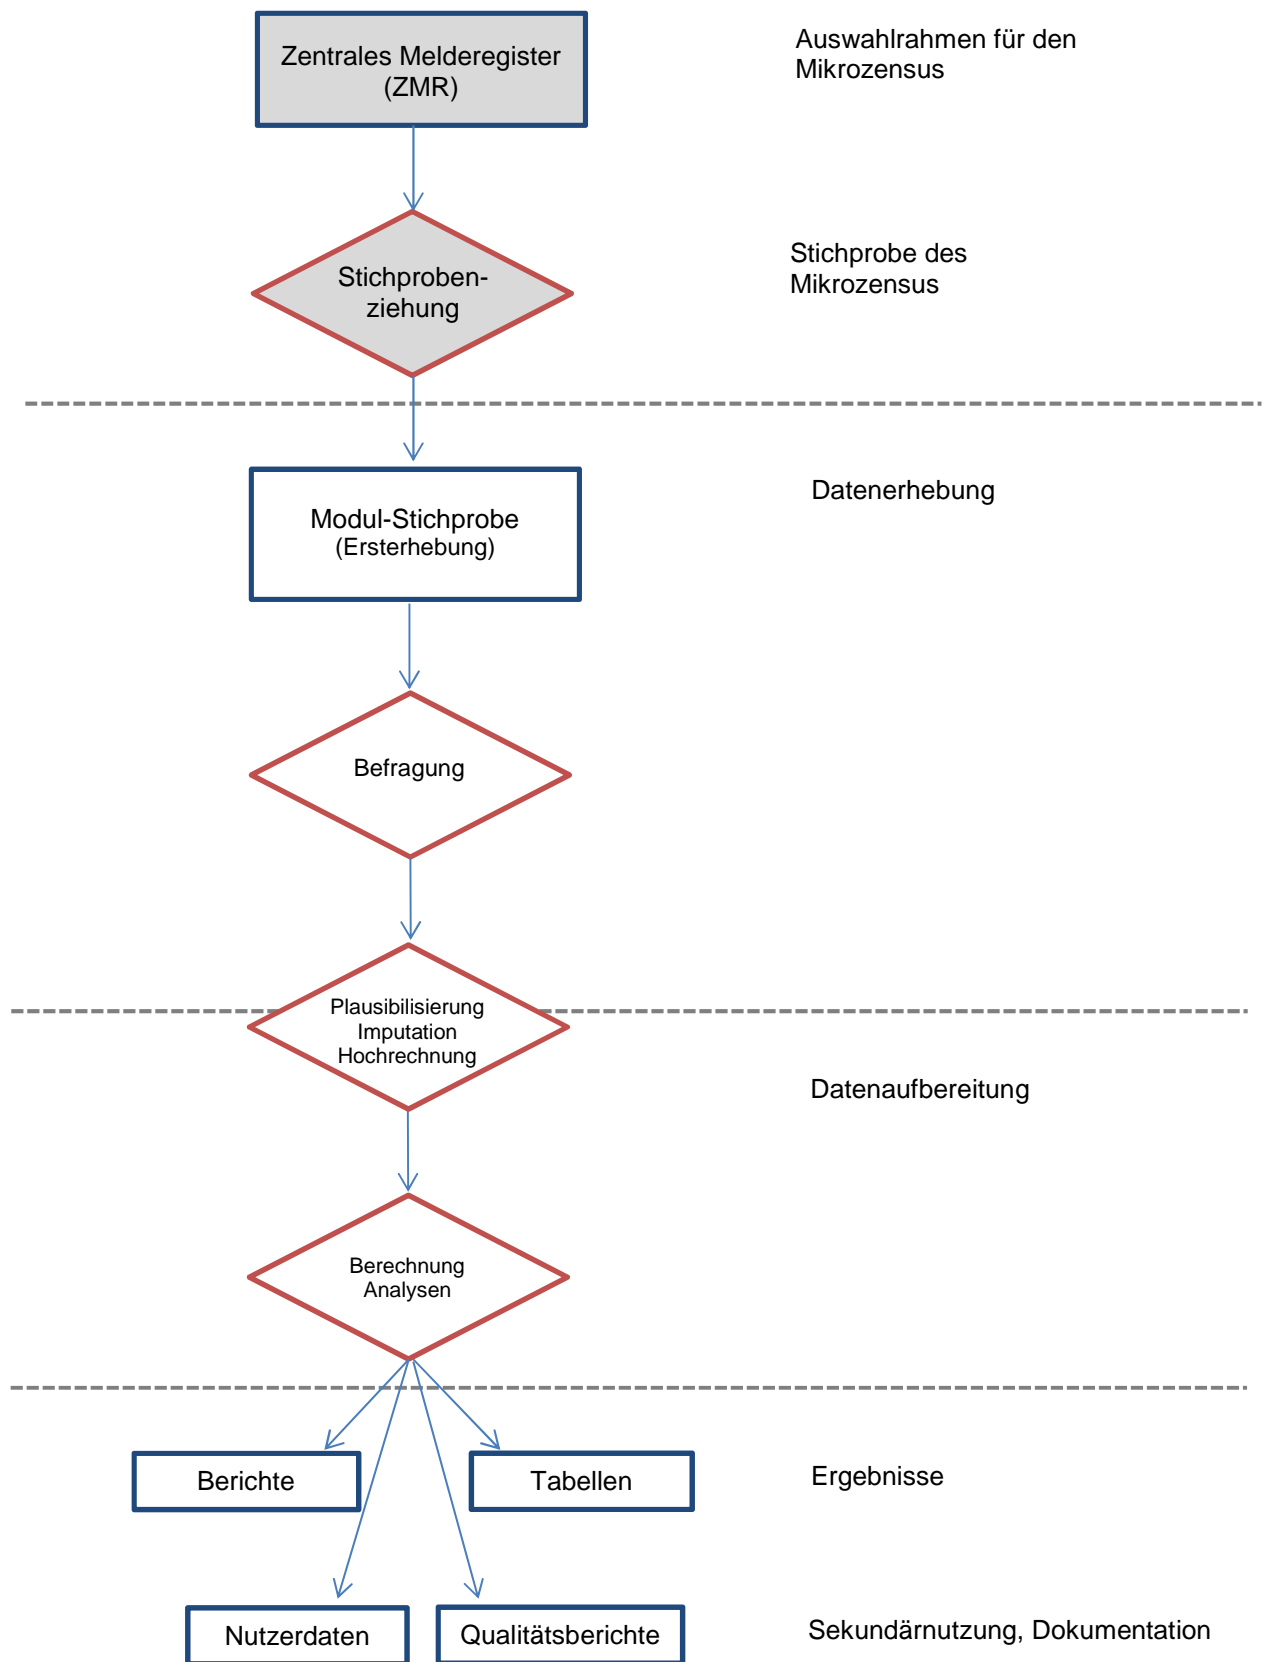 Zentrales Melderegister
(ZMR)
Auswahlrahmen für den
Mikrozensus
Stichproben-
ziehung
Stichprobe des
Mikrozensus
Modul-Stichprobe
(Ersterhebung)
Datenerhebung
Befragung
Plausibilisierung
Imputation
Hochrechnung
Datenaufbereitung
Berechnung
Analysen
Berichte
Tabellen
Ergebnisse
Nutzerdaten
Qualitätsberichte
Sekundärnutzung, Dokumentation